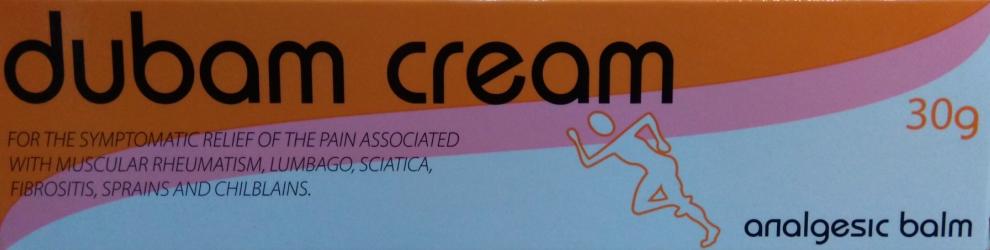 dubam cream
FOR THE SYMPTOMATIC RELIEF OF THE PAIN ASSOCIATED
WITH MUSCULAR RHEUMATISM, LUMBAGO, SCIATICA,
FIBROSITIS, SPRAINS AND CHILBLAINS.
30g
analgesic balm